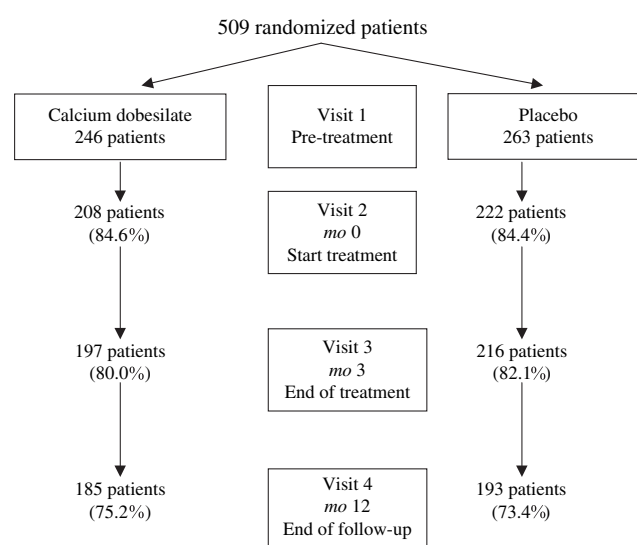 509 randomized patients
Calcium dobesilate
246 patients
Visit 1
Pre-treatment
Placebo
263 patients
208 patients
(84.6%)
Visit 2
mo 0
Start treatment
222 patients
(84.4%)
197 patients
(80.0%)
Visit 3
mo 3
End of treatment
216 patients
(82.1%)
185 patients
(75.2%)
Visit 4
mo 12
End of follow-up
193 patients
(73.4%)